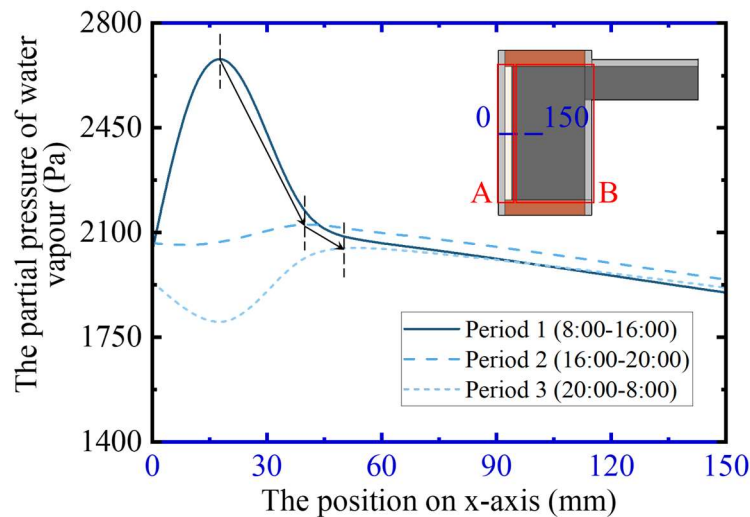 2800
2450
2100
1750
1400
The partial pressure of water
vapour (Pa)
0 150
A B
Period 1 (8:00-16:00)
Period 2 (16:00-20:00)
Period 3 (20:00-8:00)
0 30 60 90 120 150
The position on x-axis (mm)